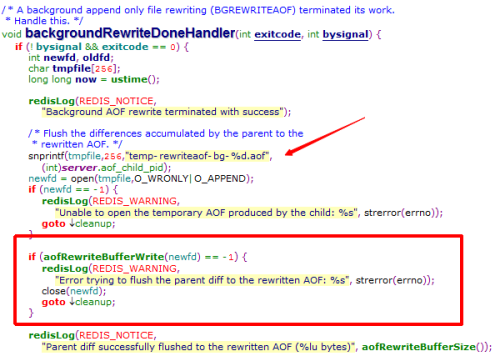 /* A background append only file rewriting (BGREWRITEAOF) terminated its work.
* Handle this. */
void backgroundRewriteDoneHandler(int exitcode, int bysignal) {
if (! bysignal && exitcode == 0) {
int newfd, oldfd;
char tmpfile[256];
long long now = ustime();
redisLog(REDIS_NOTICE,
"Background AOF rewrite terminated with success");
/* Flush the differences accumulated by the parent to the
* rewritten AOF. */
snprintf(tmpfile,256,"temp-rewriteaof-bg-%d.aof",
(int)server.aof_child_pid);
newfd = open(tmpfile,O_WRONLY| O_APPEND);
if (newfd == -1) {
redisLog(REDIS_WARNING,
"Unable to open the temporary AOF produced by the child: %s", strerror(errno));
goto ↓cleanup;
}
if (aofRewriteBufferWrite(newfd) == -1) {
redisLog(REDIS_WARNING,
"Error trying to flush the parent diff to the rewritten AOF: %s", strerror(errno));
close(newfd);
goto ↓cleanup;
}
redisLog(REDIS_NOTICE,
"Parent diff successfully flushed to the rewritten AOF (%lu bytes)", aofRewriteBufferSize());